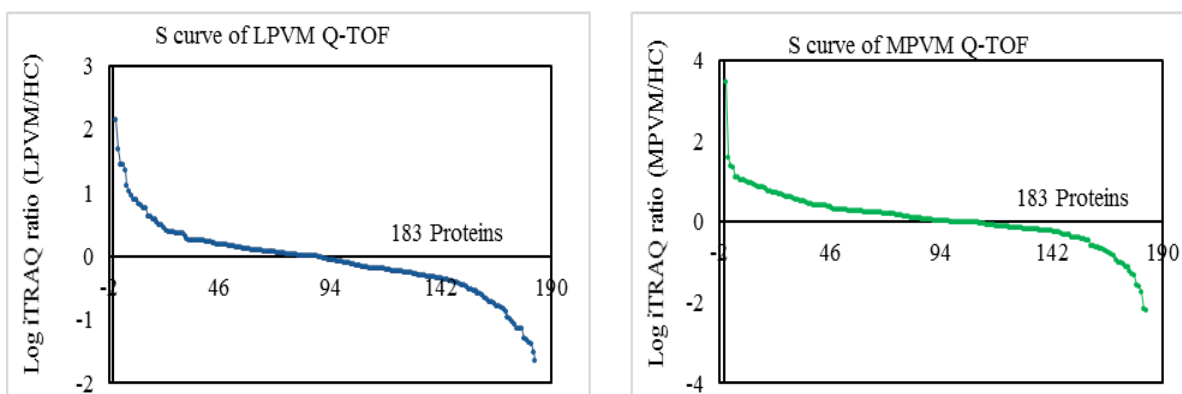 S curve of LPVM Q-TOF
Log iTRAQ ratio (LPVM/HC)
3
2
1
0
-1
-2
183 Proteins
-2 46 94 142 190
S curve of MPVM Q-TOF
Log iTRAQ ratio (MPVM/HC)
4
2
0
-2
-4
183 Proteins
-2 46 94 142 190